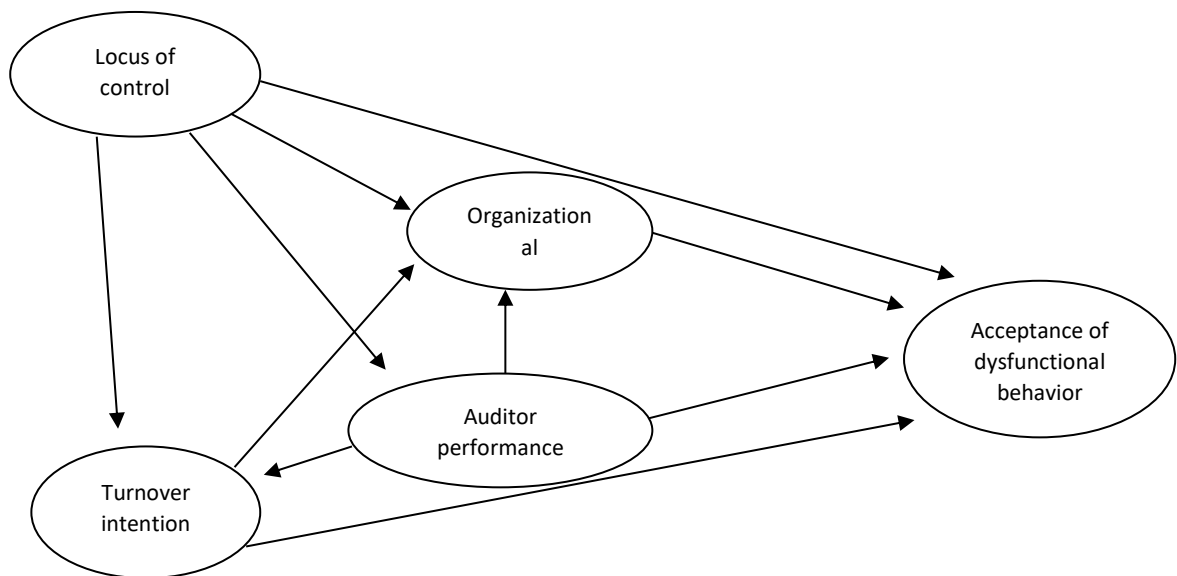 Locus of
control
Organization
al
Acceptance of
dysfunctional
behavior
Auditor
performance
Turnover
intention